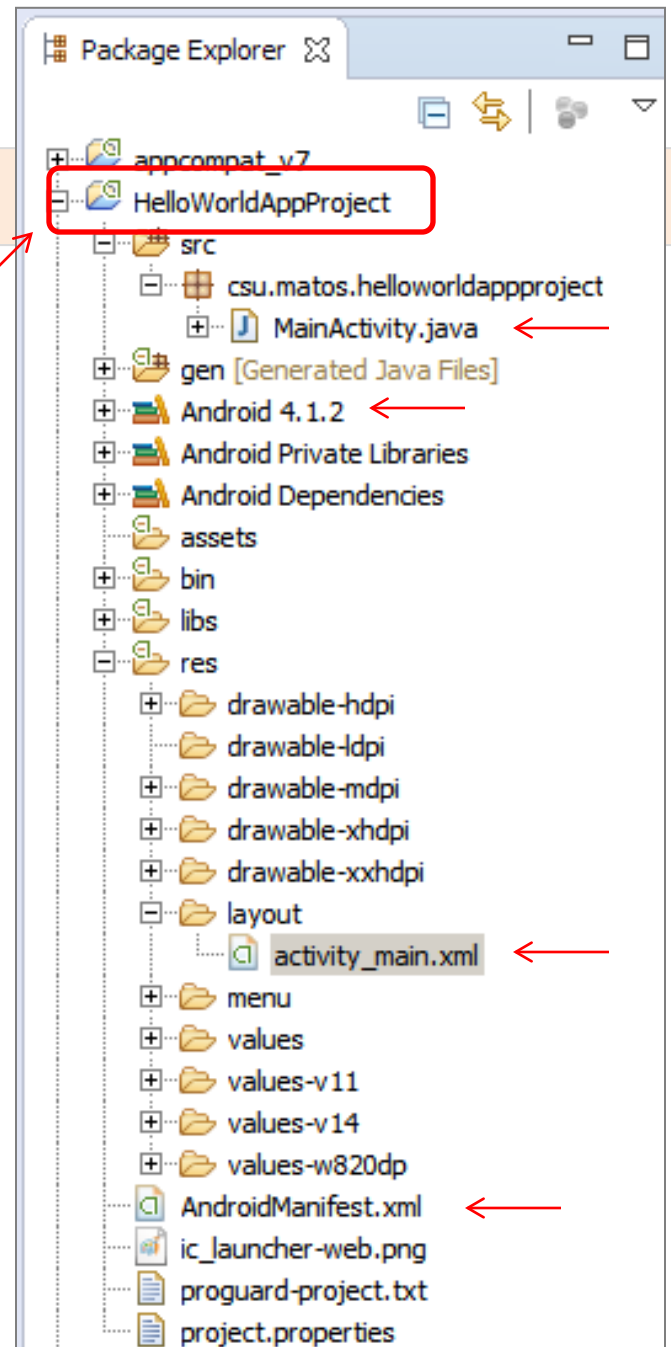 Package Explorer
appcompat_v7
HelloWorldAppProject
src
csu.matos.helloworldappproject
MainActivity.java
gen [Generated Java Files]
Android 4.1.2
Android Private Libraries
Android Dependencies
assets
bin
libs
res
drawable-hdpi
drawable-ldpi
drawable-mdpi
drawable-xhdpi
drawable-xxhdpi
layout
activity_main.xml
menu
values
values-v11
values-v14
values-w820dp
AndroidManifest.xml
ic_launcher-web.png
proguard-project.txt
project.properties